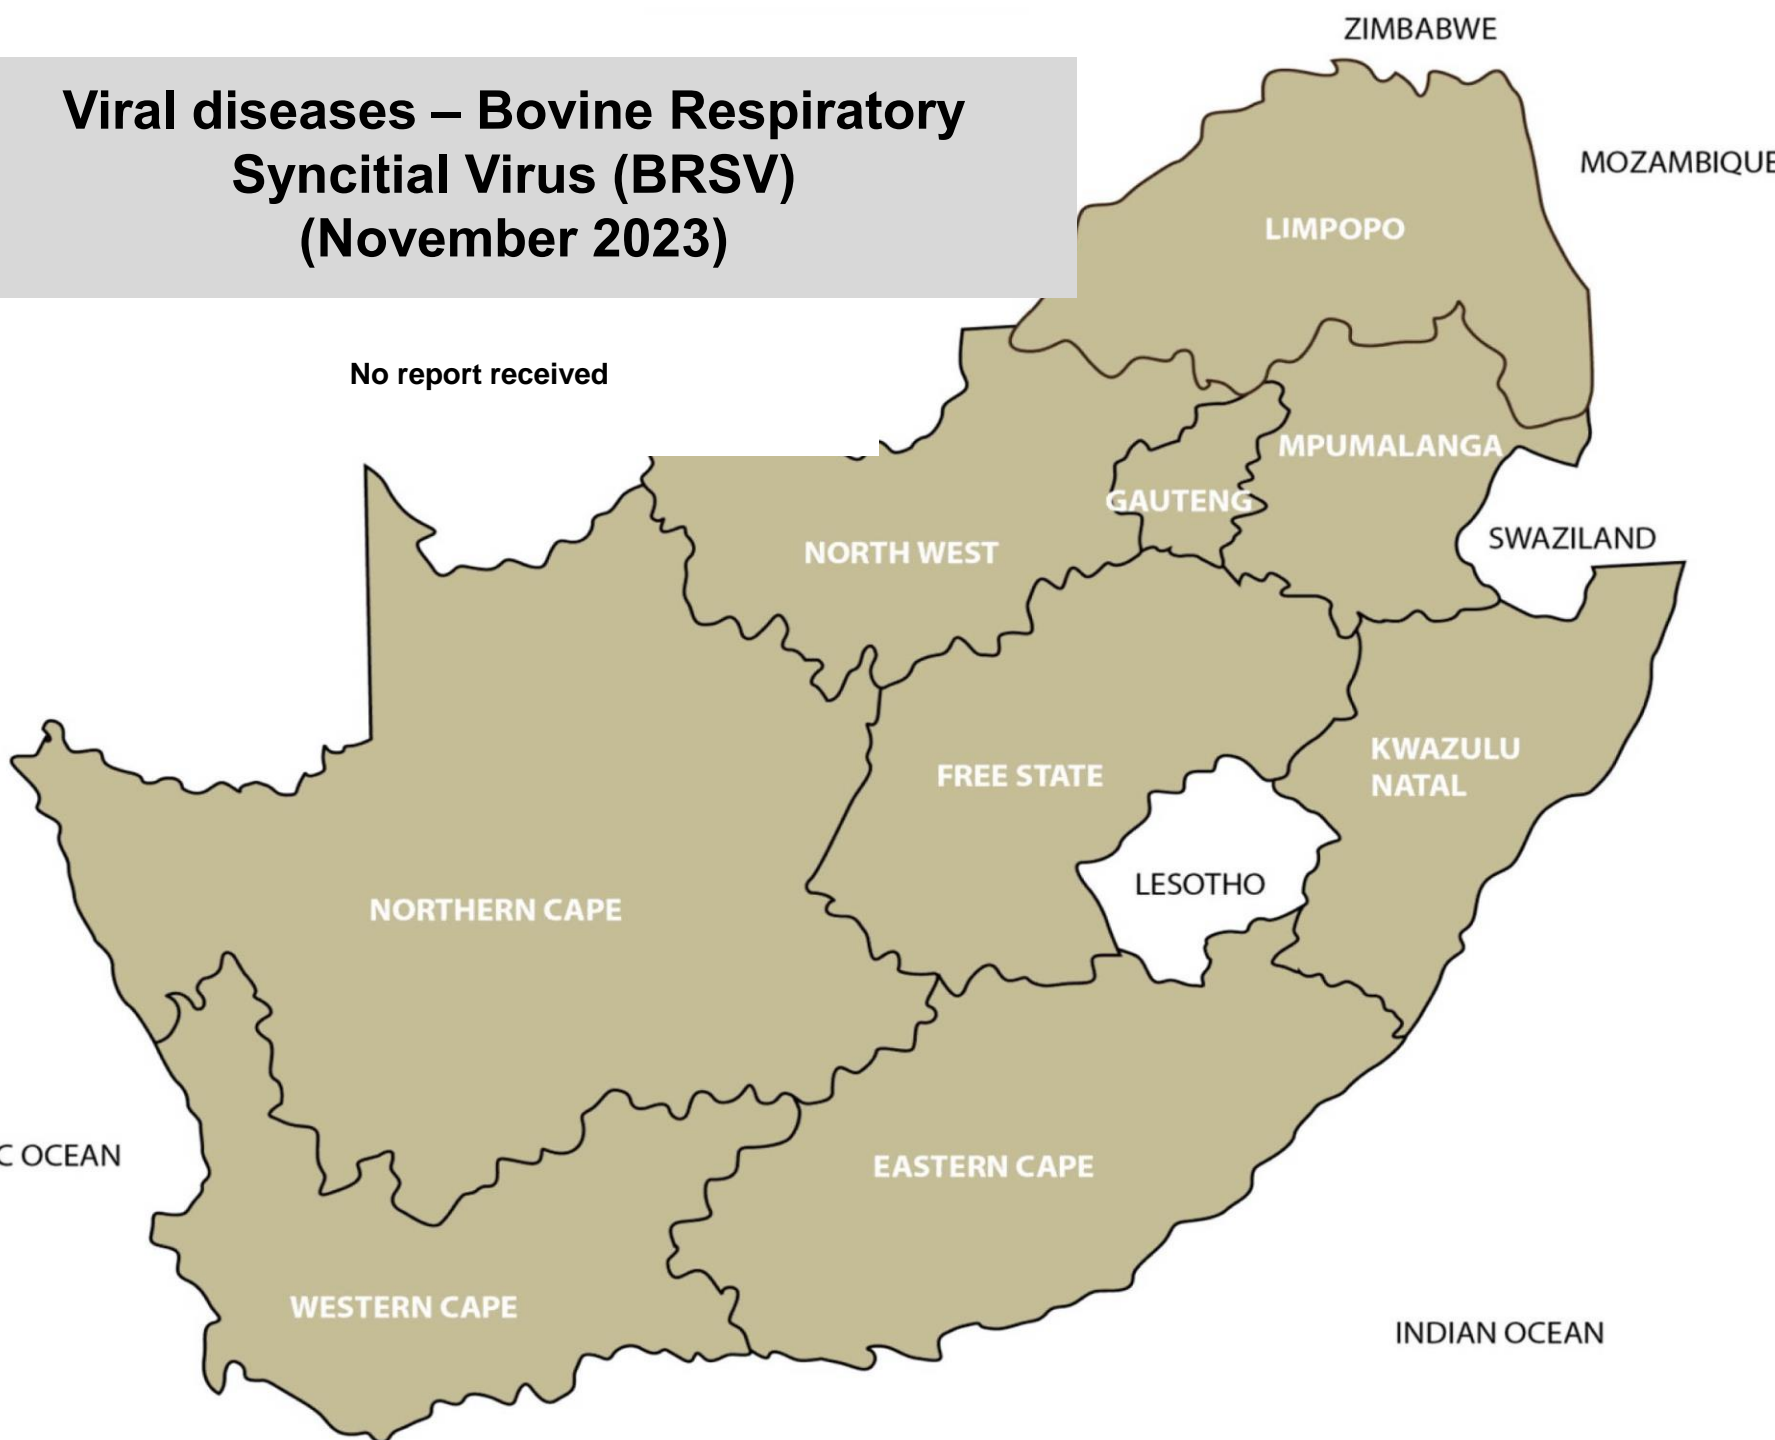 ZIMBABWE
Viral diseases – Bovine Respiratory
Syncitial Virus (BRSV)
(November 2023)
MOZAMBIQUE
LIMPOPO
No report received
MPUMALANGA
GAUTENG
SWAZILAND
NORTH WEST
KWAZULU
NATAL
FREE STATE
LESOTHO
NORTHERN CAPE
C OCEAN
EASTERN CAPE
WESTERN CAPE
INDIAN OCEAN